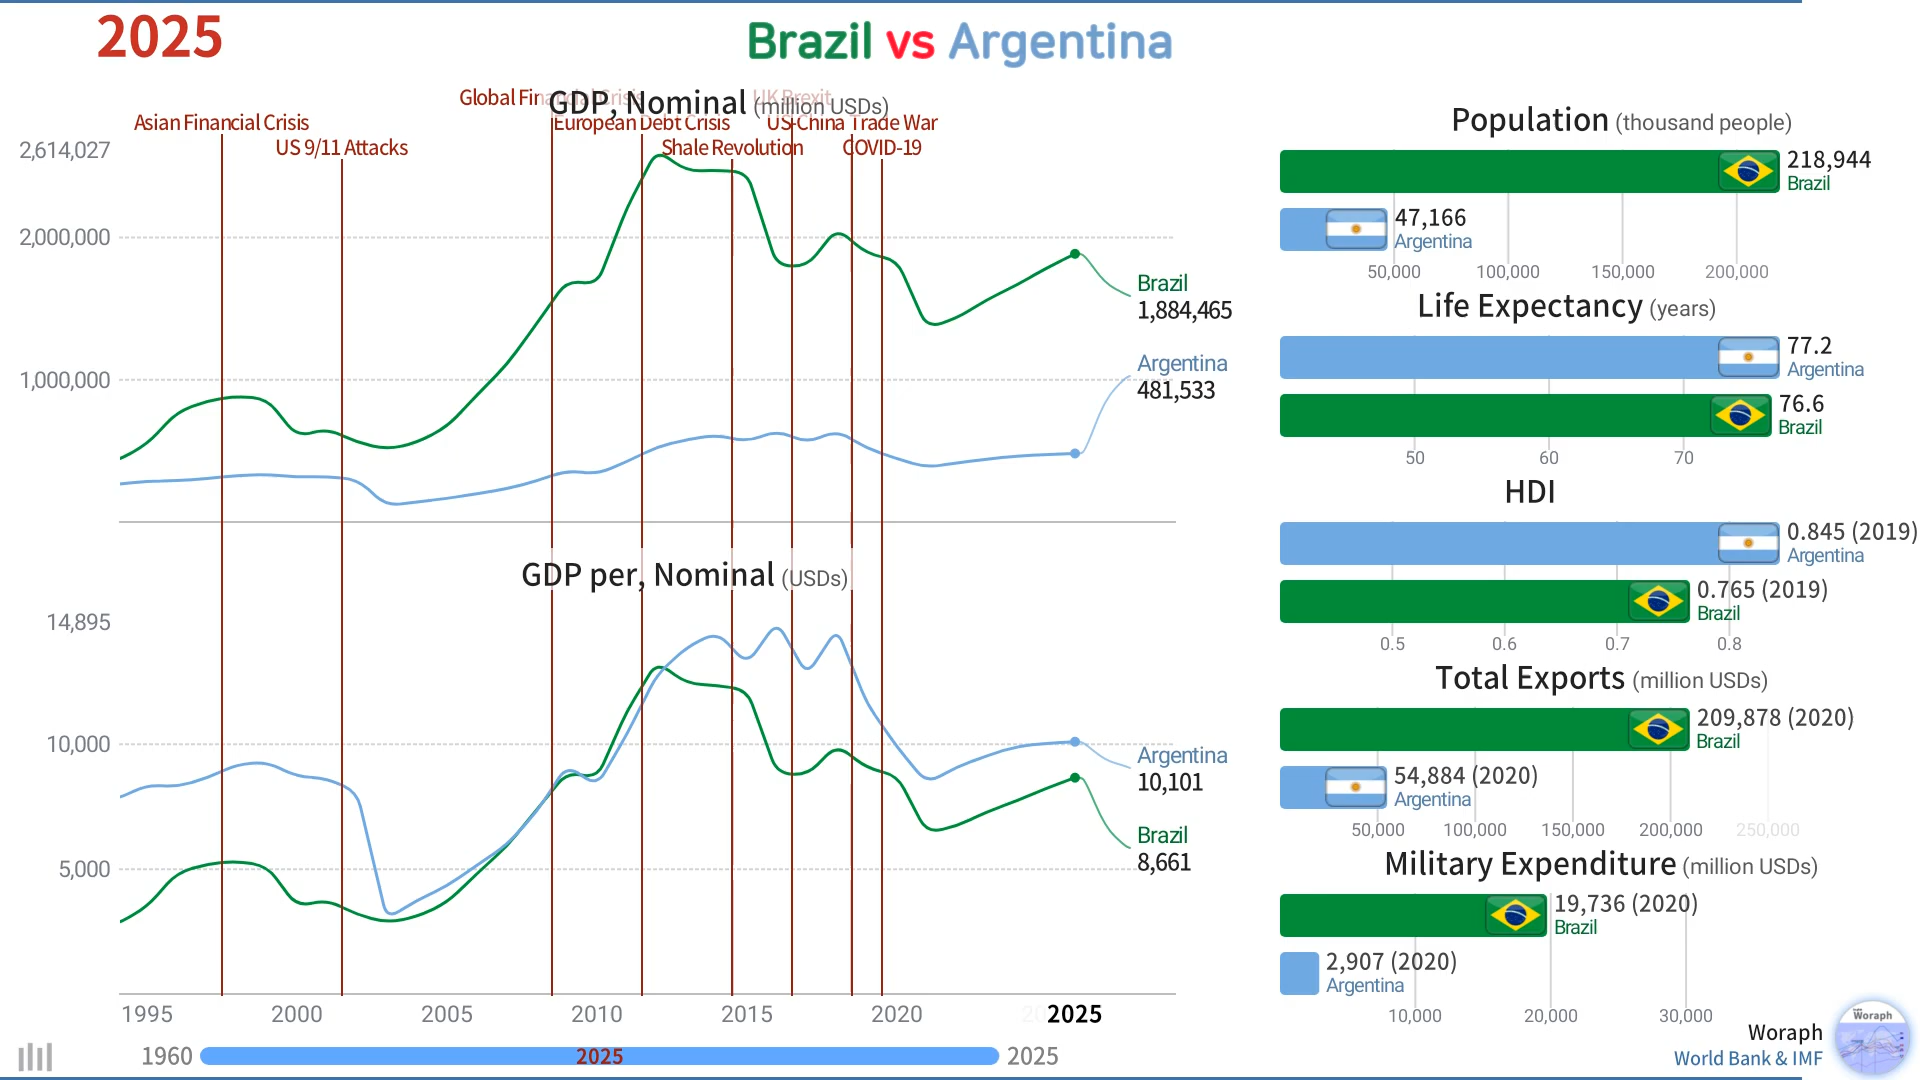 2025
Brazil vs Argentina
GDP, Nominal (million USDs)
Global Financial Crisis
UK Brexit
Asian Financial Crisis
European Debt Crisis
US-China Trade War
US 9/11 Attacks
Shale Revolution
COVID-19
2,614,027
2,000,000
1,000,000
Brazil
1,884,465
Argentina
481,533
GDP per, Nominal (USDs)
14,895
10,000
5,000
Argentina
10,101
Brazil
8,661
1995 2000 2005 2010 2015 2020 2025
1960 2025 2025
Population (thousand people)
218,944
Brazil
47,166
Argentina
50,000 100,000 150,000 200,000
Life Expectancy (years)
77.2
Argentina
76.6
Brazil
50 60 70
HDI
0.845 (2019)
Argentina
0.765 (2019)
Brazil
0.5 0.6 0.7 0.8
Total Exports (million USDs)
209,878 (2020)
Brazil
54,884 (2020)
Argentina
50,000 100,000 150,000 200,000 250,000
Military Expenditure (million USDs)
19,736 (2020)
Brazil
2,907 (2020)
Argentina
10,000 20,000 30,000
Woraph
World Bank & IMF
Woraph